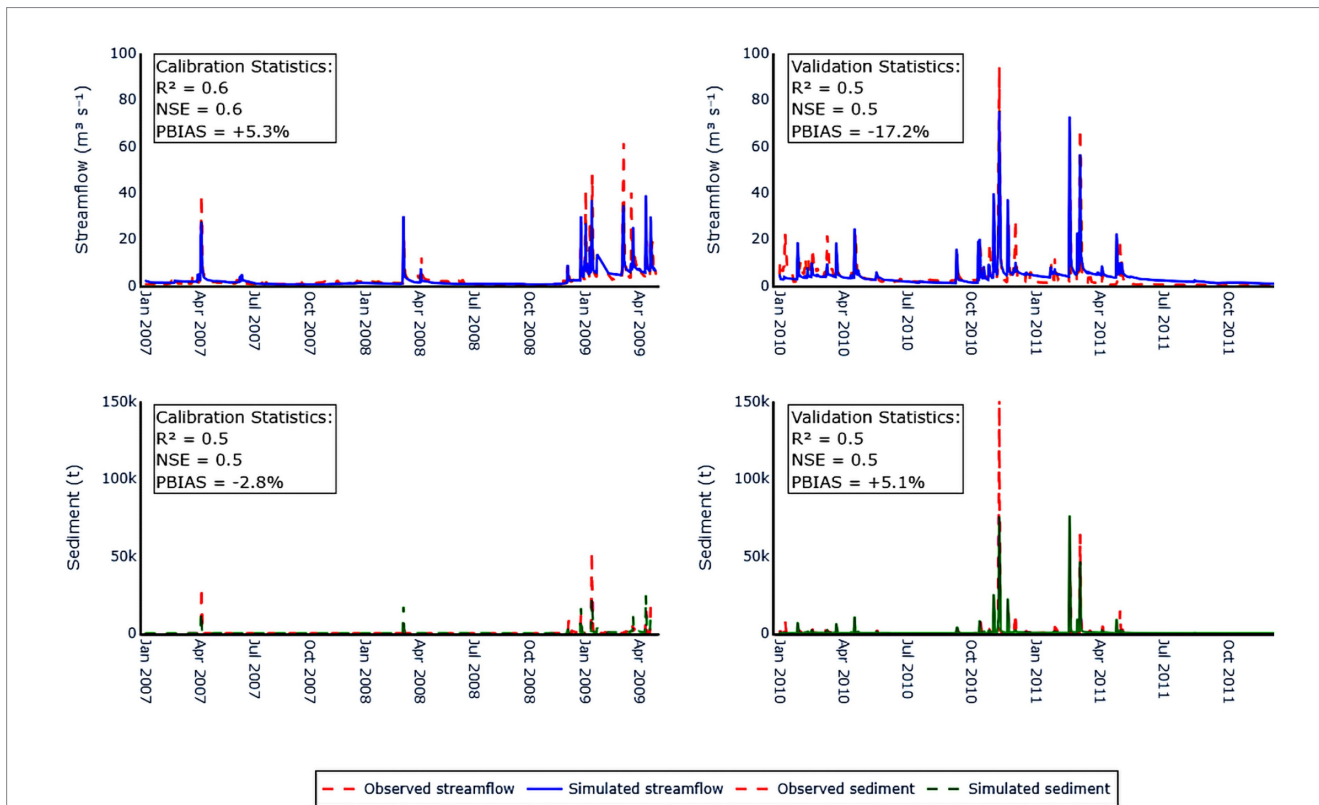 Calibration Statistics:
R² = 0.6
NSE = 0.6
PBIAS = +5.3%
Streamflow (m³ s⁻¹)
100
80
60
40
20
0
Jan 2007
Apr 2007
Jul 2007
Oct 2007
Jan 2008
Apr 2008
Jul 2008
Oct 2008
Jan 2009
Apr 2009
Validation Statistics:
R² = 0.5
NSE = 0.5
PBIAS = -17.2%
Streamflow (m³ s⁻¹)
100
80
60
40
20
0
Jan 2010
Apr 2010
Jul 2010
Oct 2010
Jan 2011
Apr 2011
Jul 2011
Oct 2011
Calibration Statistics:
R² = 0.5
NSE = 0.5
PBIAS = -2.8%
Sediment (t)
150k
100k
50k
0
Jan 2007
Apr 2007
Jul 2007
Oct 2007
Jan 2008
Apr 2008
Jul 2008
Oct 2008
Jan 2009
Apr 2009
Validation Statistics:
R² = 0.5
NSE = 0.5
PBIAS = +5.1%
Sediment (t)
150k
100k
50k
0
Jan 2010
Apr 2010
Jul 2010
Oct 2010
Jan 2011
Apr 2011
Jul 2011
Oct 2011
Observed streamflow
Simulated streamflow
Observed sediment
Simulated sediment